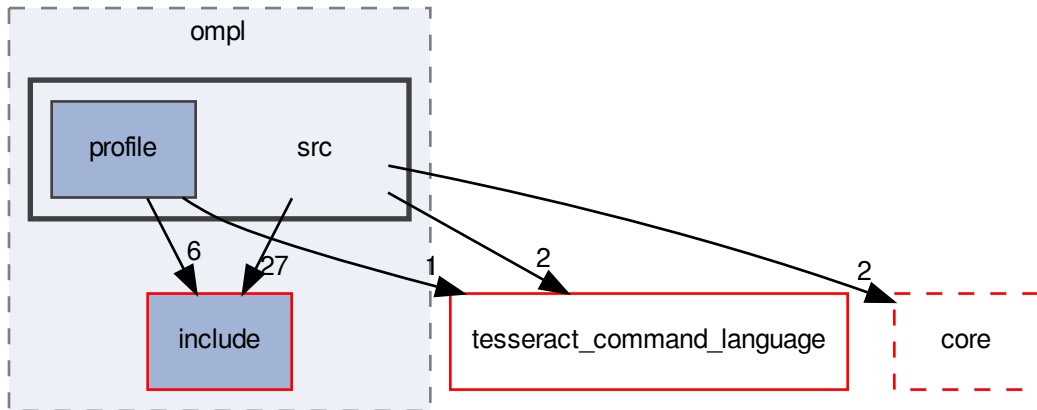 ompl
profile
src
6
27
1
2
2
include
tesseract_command_language
core